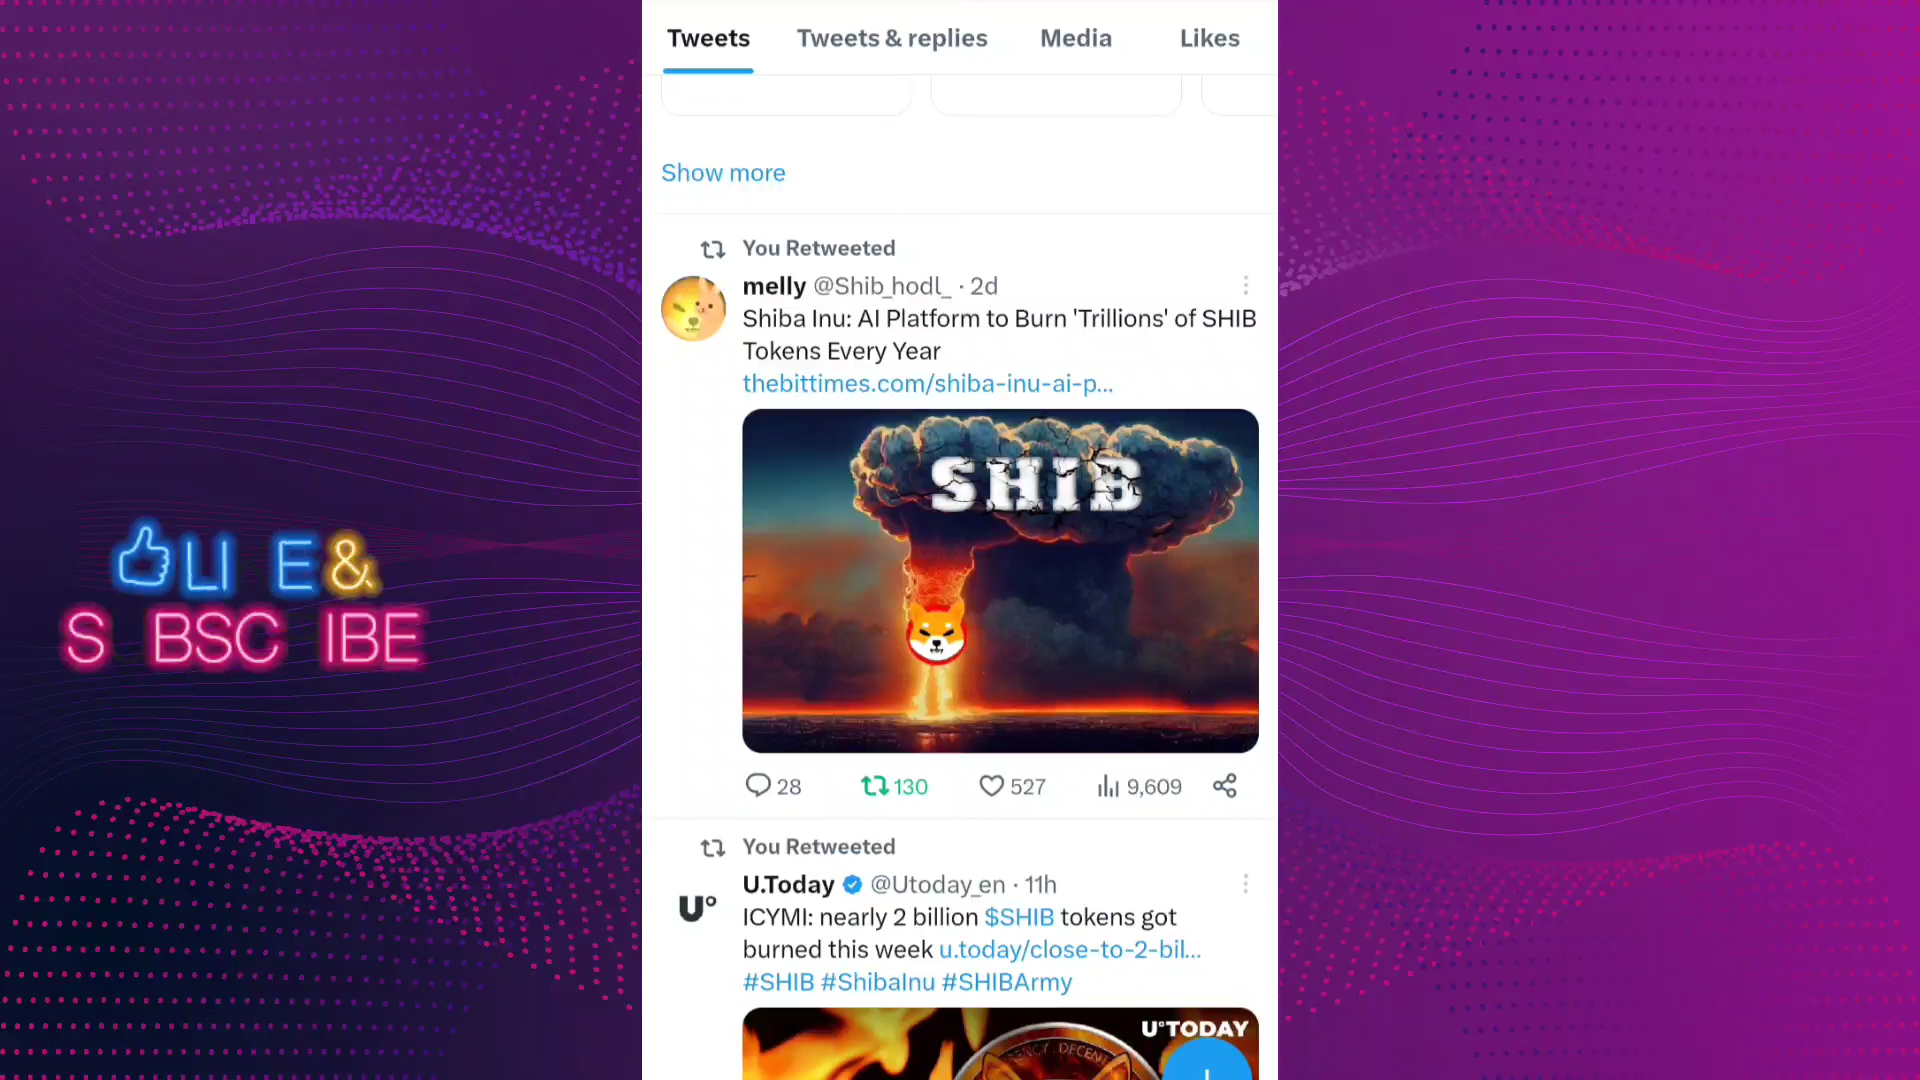 Tweets Tweets & replies Media Likes
Show more
You Retweeted
melly @Shib_hodl_ · 2d
Shiba Inu: AI Platform to Burn 'Trillions' of SHIB
Tokens Every Year
thebittimes.com/shiba-inu-ai-p...
SHIB
28 130 527 9,609
You Retweeted
U.Today @Utoday_en · 11h
ICYMI: nearly 2 billion $SHIB tokens got
burned this week u.today/close-to-2-bil...
#SHIB #ShibaInu #SHIBArmy
U°TODAY
ENCY. DECENT
LI E &
S BSC IBE